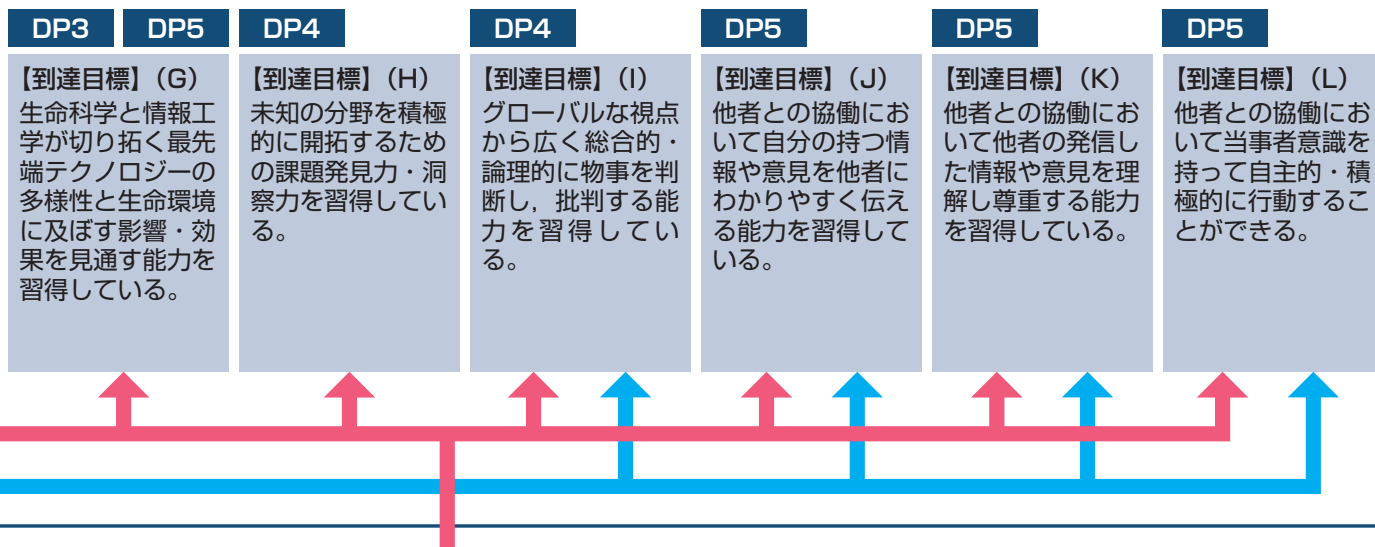 DP3 DP5
【到達目標】（G）
生命科学と情報工
学が切り拓く最先
端テクノロジーの
多様性と生命環境
に及ぼす影響・効
果を見通す能力を
習得している。
DP4
【到達目標】（H）
未知の分野を積極
的に開拓するため
の課題発見力・洞
察力を習得してい
る。
DP4
【到達目標】（I）
グローバルな視点
から広く総合的・
論理的に物事を判
断し，批判する能
力を習得してい
る。
DP5
【到達目標】（J）
他者との協働にお
いて自分の持つ情
報や意見を他者に
わかりやすく伝え
る能力を習得して
いる。
DP5
【到達目標】（K）
他者との協働にお
いて他者の発信し
た情報や意見を理
解し尊重する能力
を習得している。
DP5
【到達目標】（L）
他者との協働にお
いて当事者意識を
持って自主的・積
極的に行動するこ
とができる。